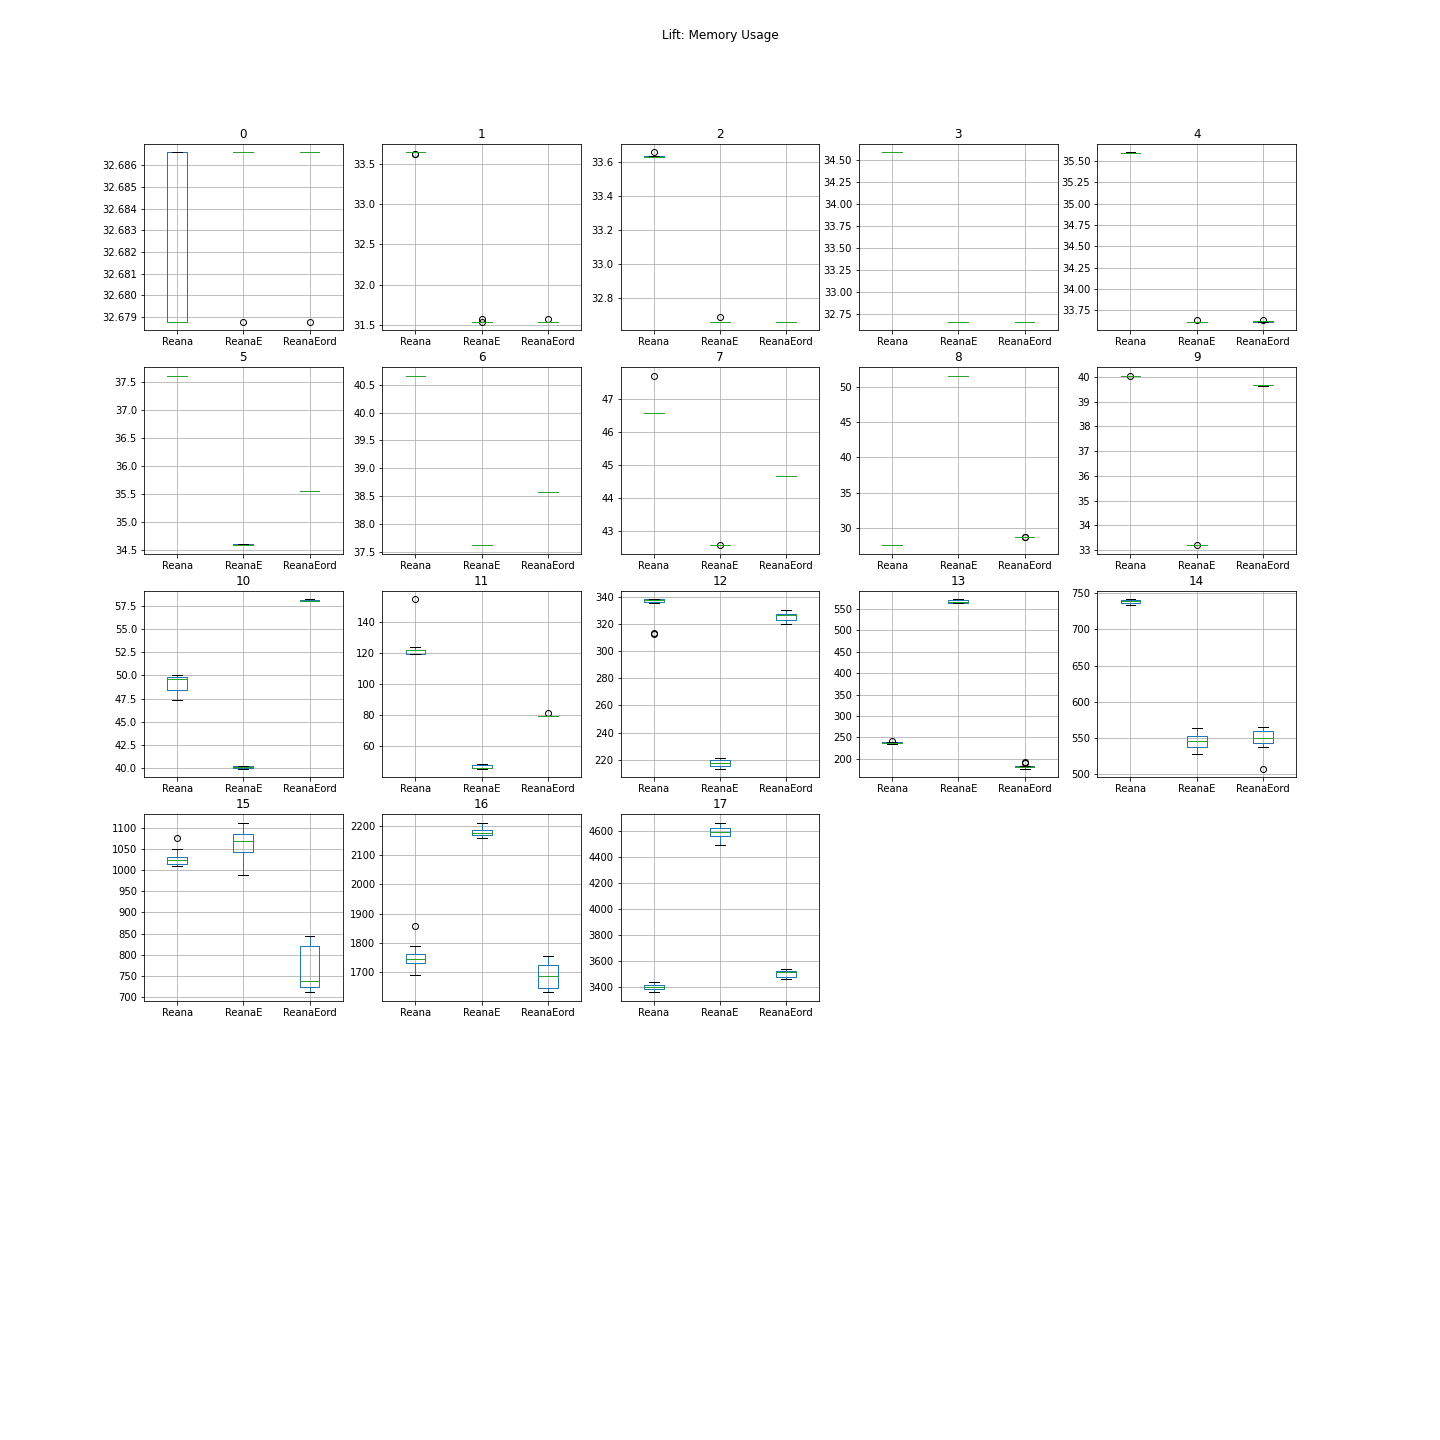 Lift: Memory Usage
0 1 2 3 4
32.686 32.685 32.684 32.683 32.682 32.681 32.680 32.679
33.5 33.0 32.5 32.0 31.5
33.6 33.4 33.2 33.0 32.8
34.50 34.25 34.00 33.75 33.50 33.25 33.00 32.75
35.50 35.25 35.00 34.75 34.50 34.25 34.00 33.75
Reana ReanaE ReanaEord Reana ReanaE ReanaEord Reana ReanaE ReanaEord Reana ReanaE ReanaEord Reana ReanaE ReanaEord
5 6 7 8 9
37.5 37.0 36.5 36.0 35.5 35.0 34.5
40.5 40.0 39.5 39.0 38.5 38.0 37.5
47 46 45 44 43
50 45 40 35 30
40 39 38 37 36 35 34 33
Reana ReanaE ReanaEord Reana ReanaE ReanaEord Reana ReanaE ReanaEord Reana ReanaE ReanaEord Reana ReanaE ReanaEord
10 11 12 13 14
57.5 55.0 52.5 50.0 47.5 45.0 42.5 40.0
140 120 100 80 60
340 320 300 280 260 240 220
550 500 450 400 350 300 250 200
750 700 650 600 550 500
Reana ReanaE ReanaEord Reana ReanaE ReanaEord Reana ReanaE ReanaEord Reana ReanaE ReanaEord Reana ReanaE ReanaEord
15 16 17
1100 1050 1000 950 900 850 800 750 700
2200 2100 2000 1900 1800 1700
4600 4400 4200 4000 3800 3600 3400
Reana ReanaE ReanaEord Reana ReanaE ReanaEord Reana ReanaE ReanaEord